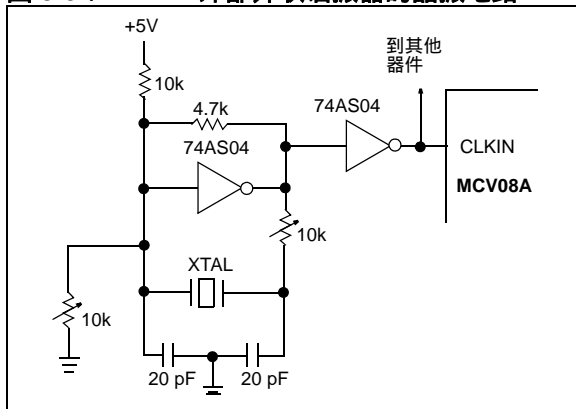 +5V
10k
4.7k
74AS04
74AS04
到其他
器件
CLKIN
MCV08A
10k
XTAL
10k
20 pF
20 pF